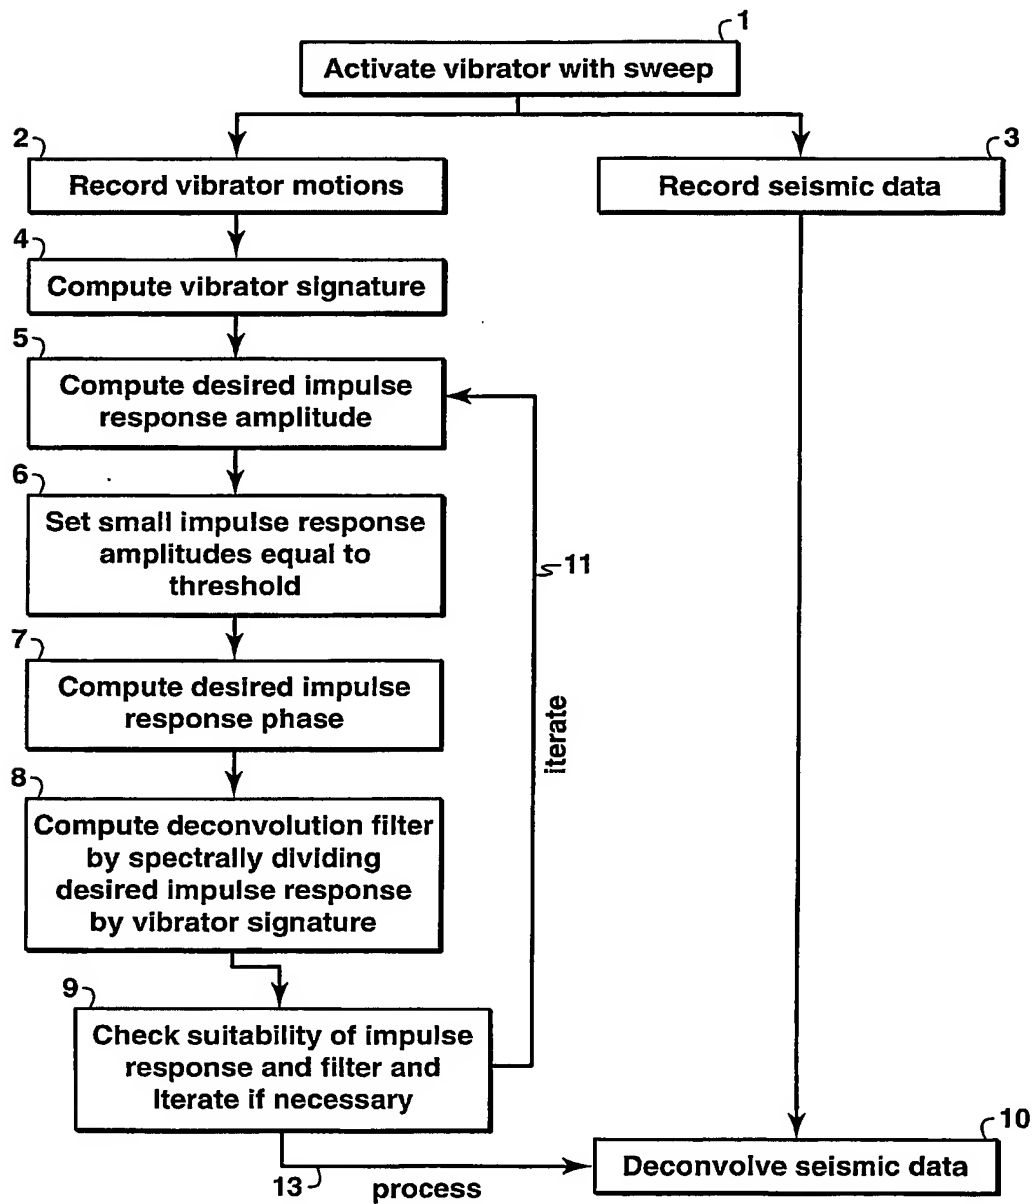 1
Activate vibrator with sweep
2
Record vibrator motions
3
Record seismic data
4
Compute vibrator signature
5
Compute desired impulse
response amplitude
6
Set small impulse response
amplitudes equal to
threshold
11
iterate
7
Compute desired impulse
response phase
8
Compute deconvolution filter
by spectrally dividing
desired impulse response
by vibrator signature
9
Check suitability of impulse
response and filter and
Iterate if necessary
10
Deconvolve seismic data
13
process